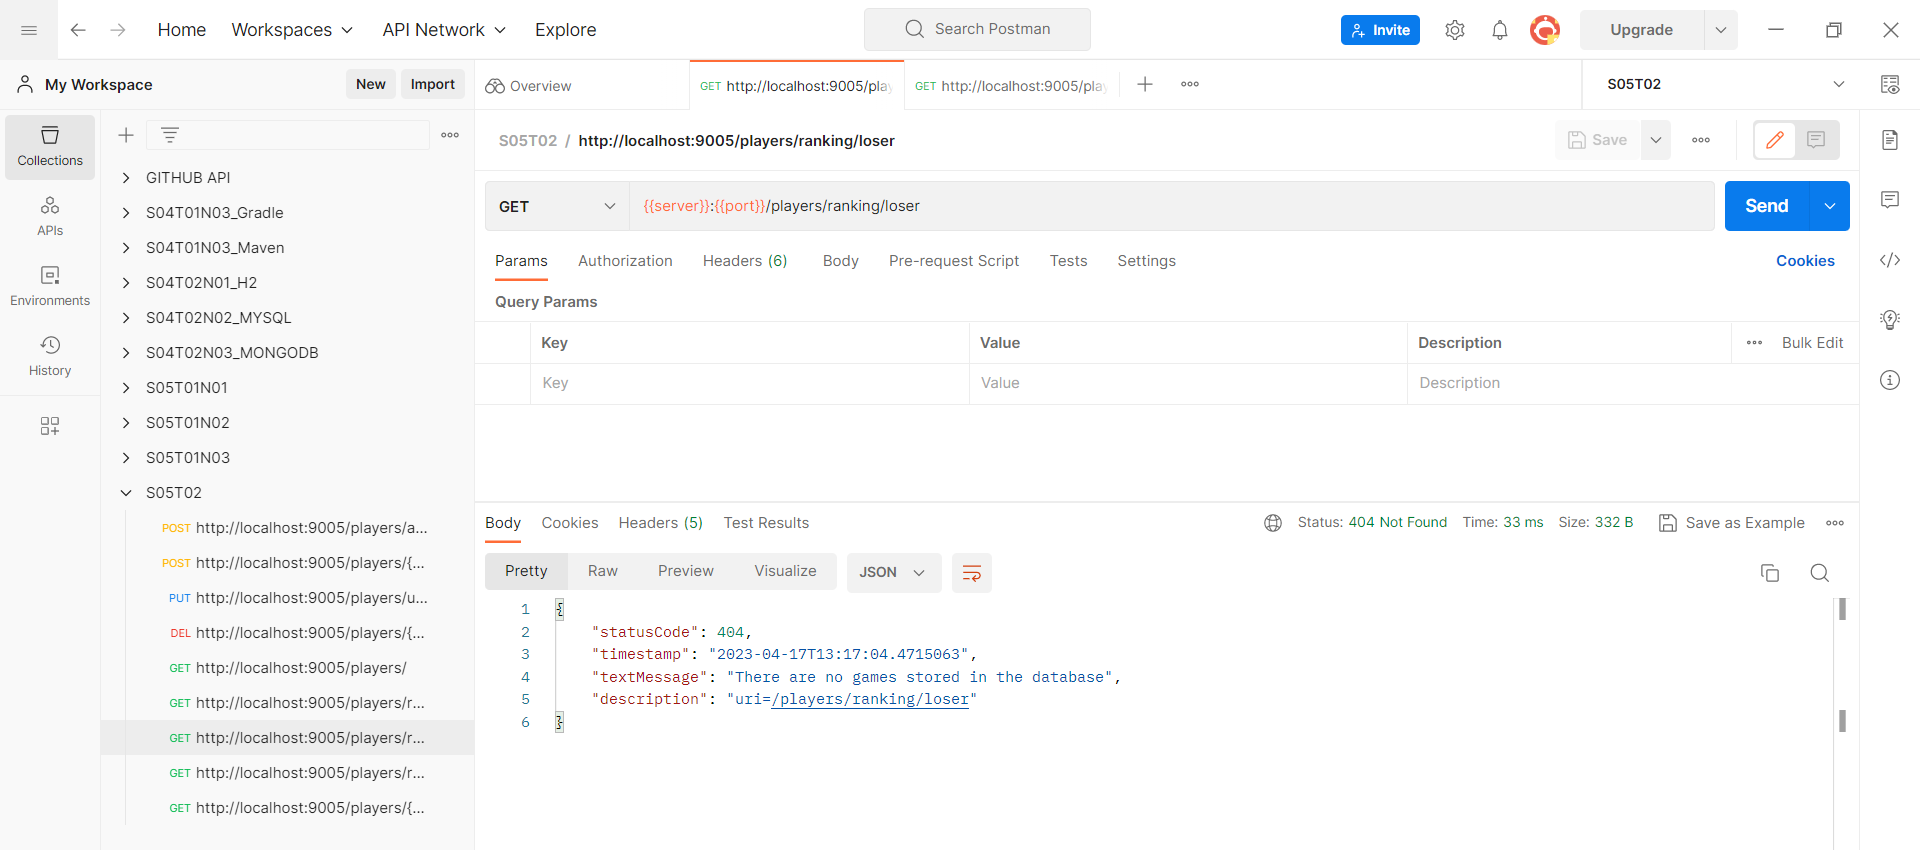 Home Workspaces API Network Explore Search Postman Invite Upgrade
My Workspace New Import
Overview GET http://localhost:9005/pla GET http://localhost:9005/pla S05T02
Collections
APIs
Environments
History
GITHUB API
S04T01N03_Gradle
S04T01N03_Maven
S04T02N01_H2
S04T02N02_MYSQL
S04T02N03_MONGODB
S05T01N01
S05T01N02
S05T01N03
S05T02
POST http://localhost:9005/players/a...
POST http://localhost:9005/players/{...
PUT http://localhost:9005/players/u...
DEL http://localhost:9005/players/{...
GET http://localhost:9005/players/
GET http://localhost:9005/players/r...
GET http://localhost:9005/players/r...
GET http://localhost:9005/players/r...
GET http://localhost:9005/players/{...
S05T02 / http://localhost:9005/players/ranking/loser Save
GET {{server}}:{{port}}/players/ranking/loser Send
Params Authorization Headers (6) Body Pre-request Script Tests Settings Cookies
Query Params
Key Value Description Bulk Edit
Key Value Description
Body Cookies Headers (5) Test Results Status: 404 Not Found Time: 33 ms Size: 332 B Save as Example
Pretty Raw Preview Visualize JSON
1 {
2 "statusCode": 404,
3 "timestamp": "2023-04-17T13:17:04.4715063",
4 "textMessage": "There are no games stored in the database",
5 "description": "uri=/players/ranking/loser"
6 }